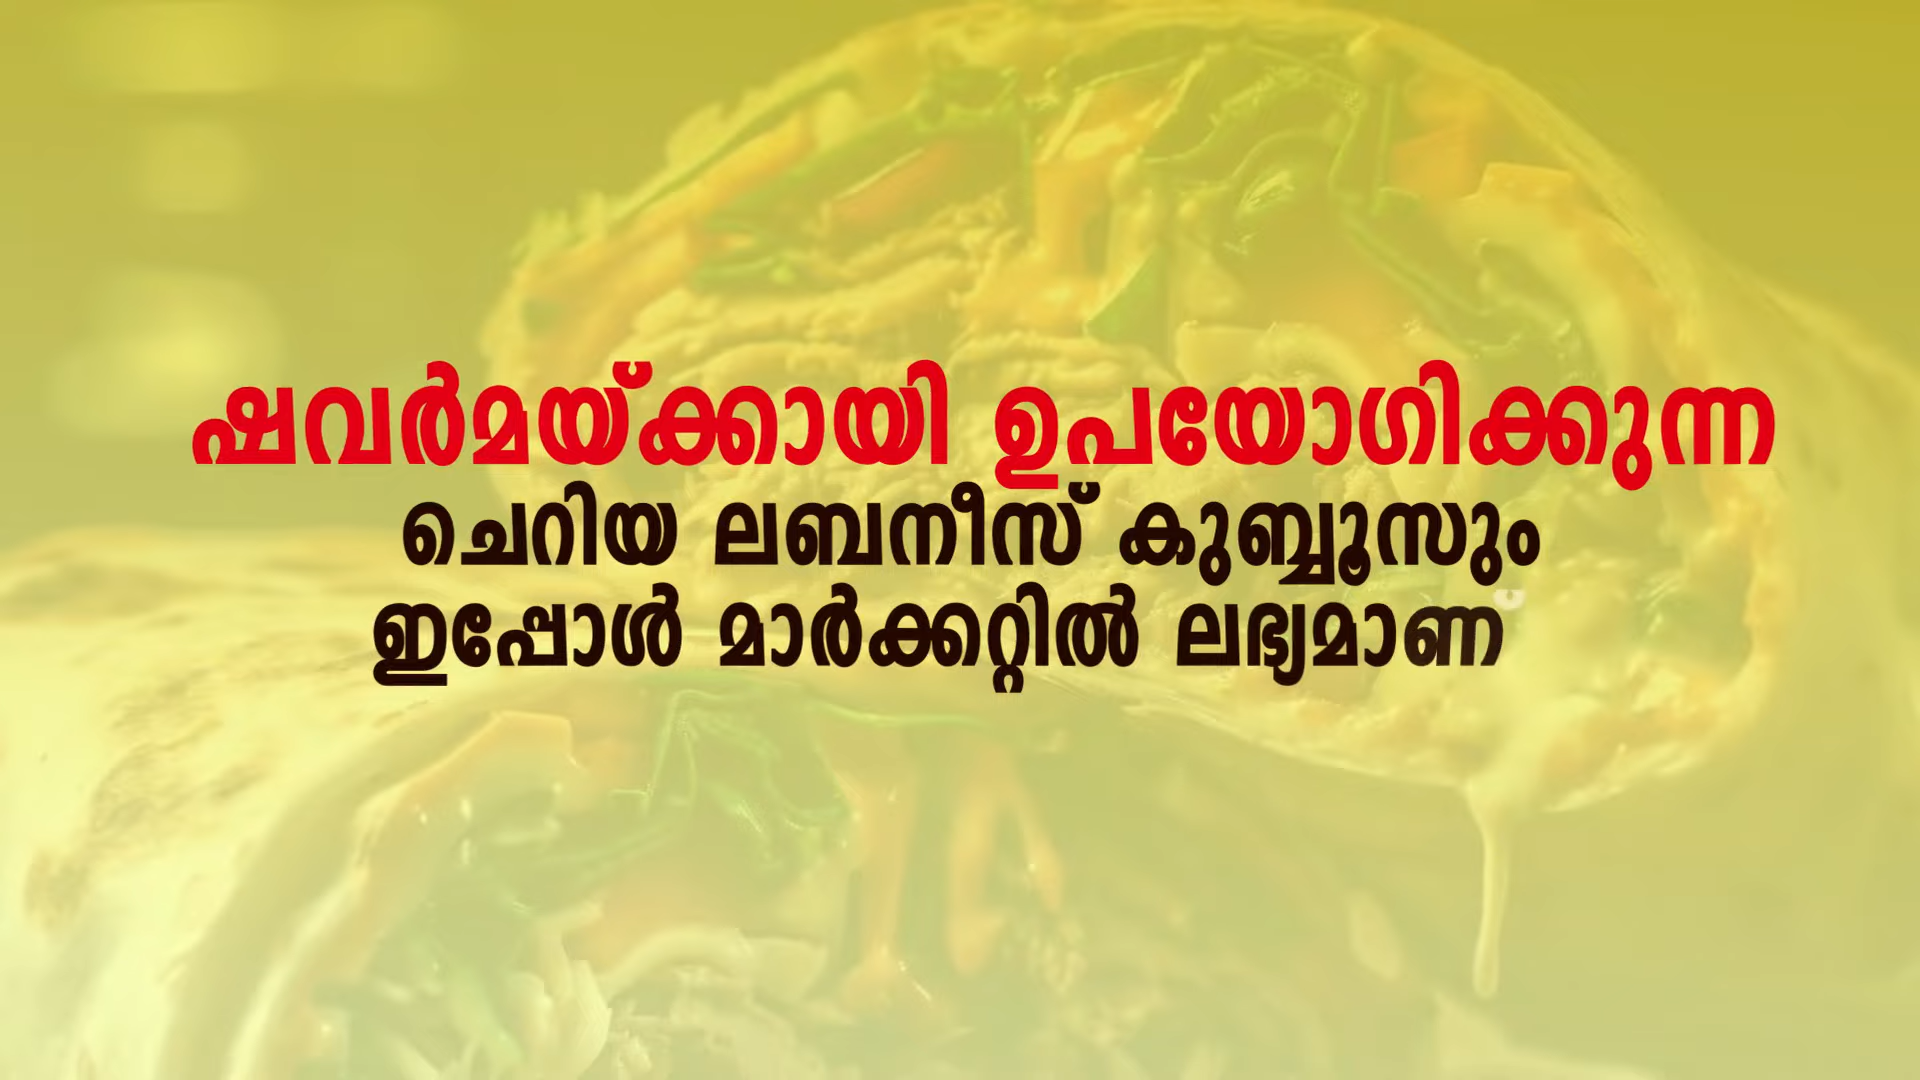 ഷവർമയ്ക്കായി ഉപയോഗിക്കുന്ന
ചെറിയ ലബനീസ് കുബ്ബൂസും
ഇപ്പോൾ മാർക്കറ്റിൽ ലഭ്യമാണ്